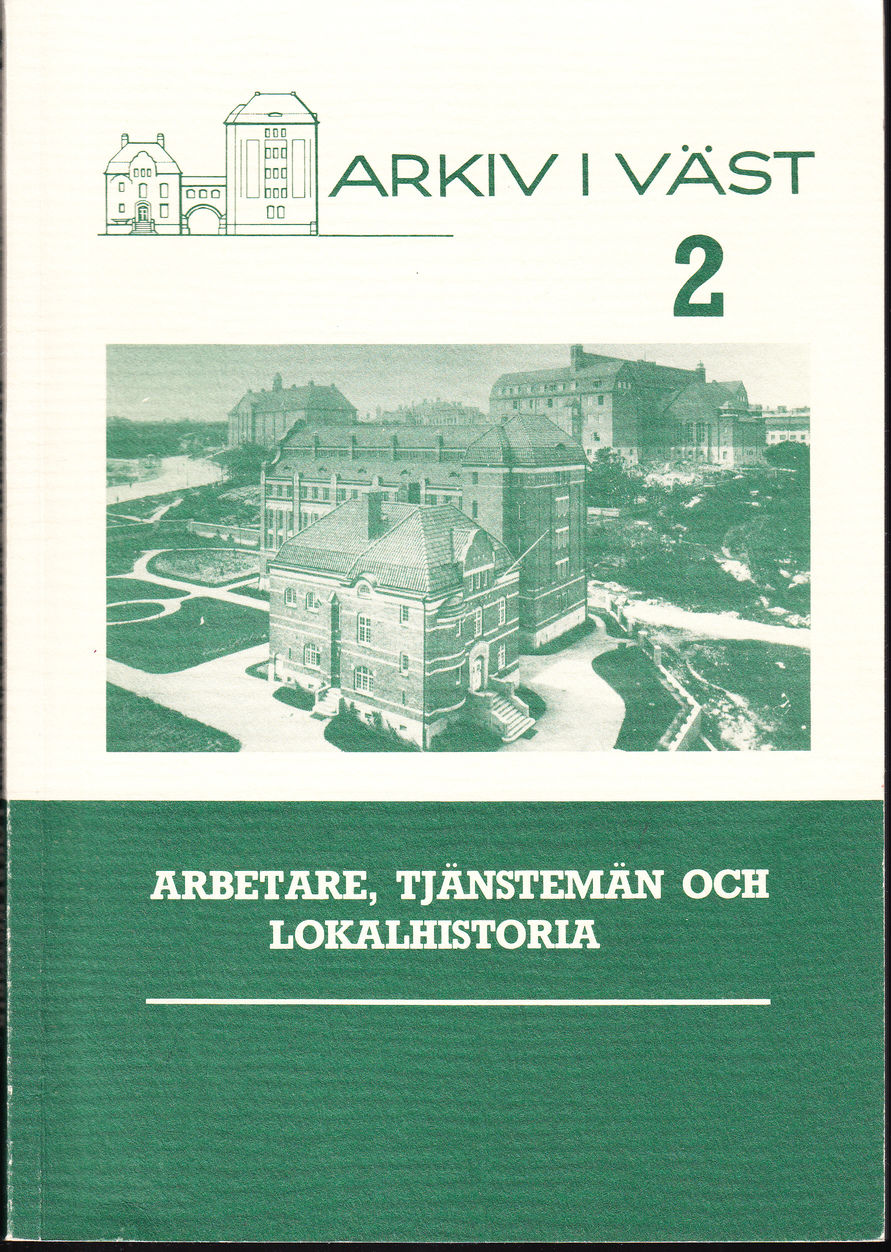 ARKIV I VÄST
2
ARBETARE, TJÄNSTEMÄN OCH
LOKALHISTORIA